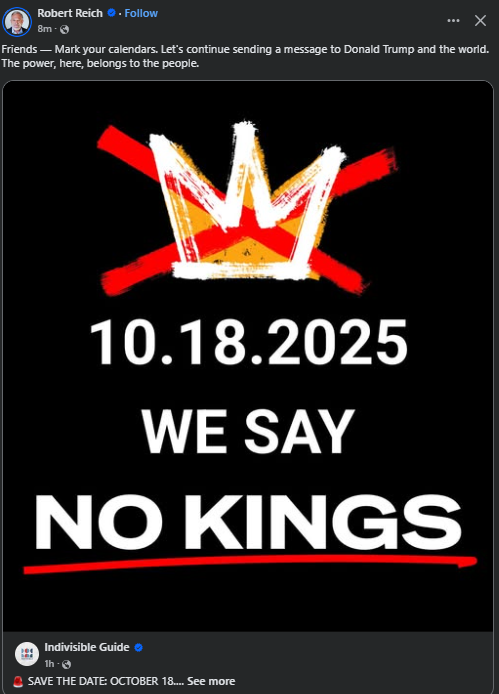 Robert Reich · Follow
8m ·
Friends — Mark your calendars. Let's continue sending a message to Donald Trump and the world.
The power, here, belongs to the people.
10.18.2025
WE SAY
NO KINGS
Indivisible Guide
1h ·
🚨 SAVE THE DATE: OCTOBER 18.... See more